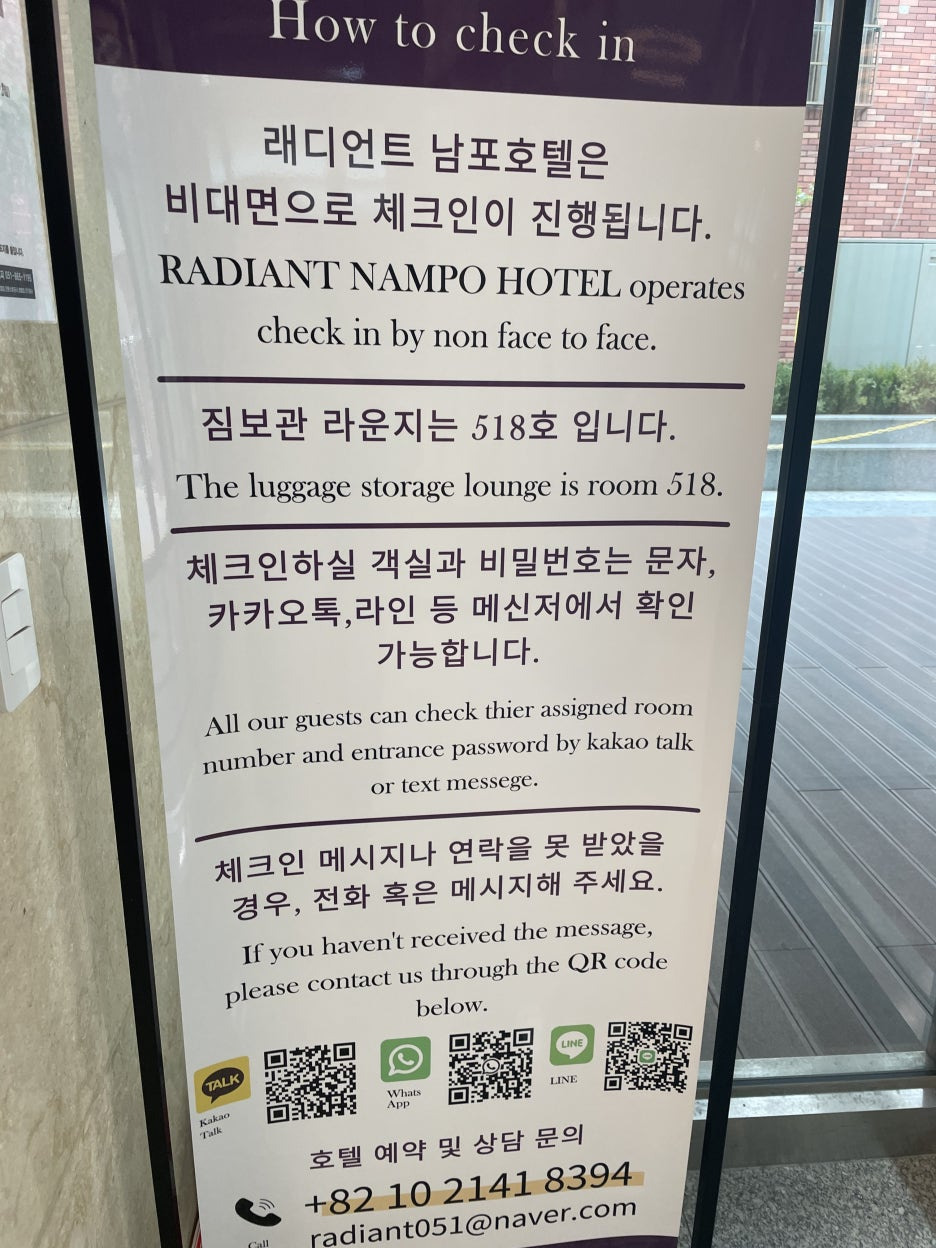 How to check in
래디언트 남포호텔은
비대면으로 체크인이 진행됩니다.
RADIANT NAMPO HOTEL operates
check in by non face to face.
짐보관 라운지는 518호 입니다.
The luggage storage lounge is room 518.
체크인하실 객실과 비밀번호는 문자,
카카오톡,라인 등 메신저에서 확인
가능합니다.
All our guests can check thier assigned room
number and entrance password by kakao talk
or text messege.
체크인 메시지나 연락을 못 받았을
경우, 전화 혹은 메시지해 주세요.
If you haven't received the message,
please contact us through the QR code
below.
TALK
Kakao
Talk
Whats
App
LINE
LINE
호텔 예약 및 상담 문의
+82 10 2141 8394
Call
radiant051@naver.com